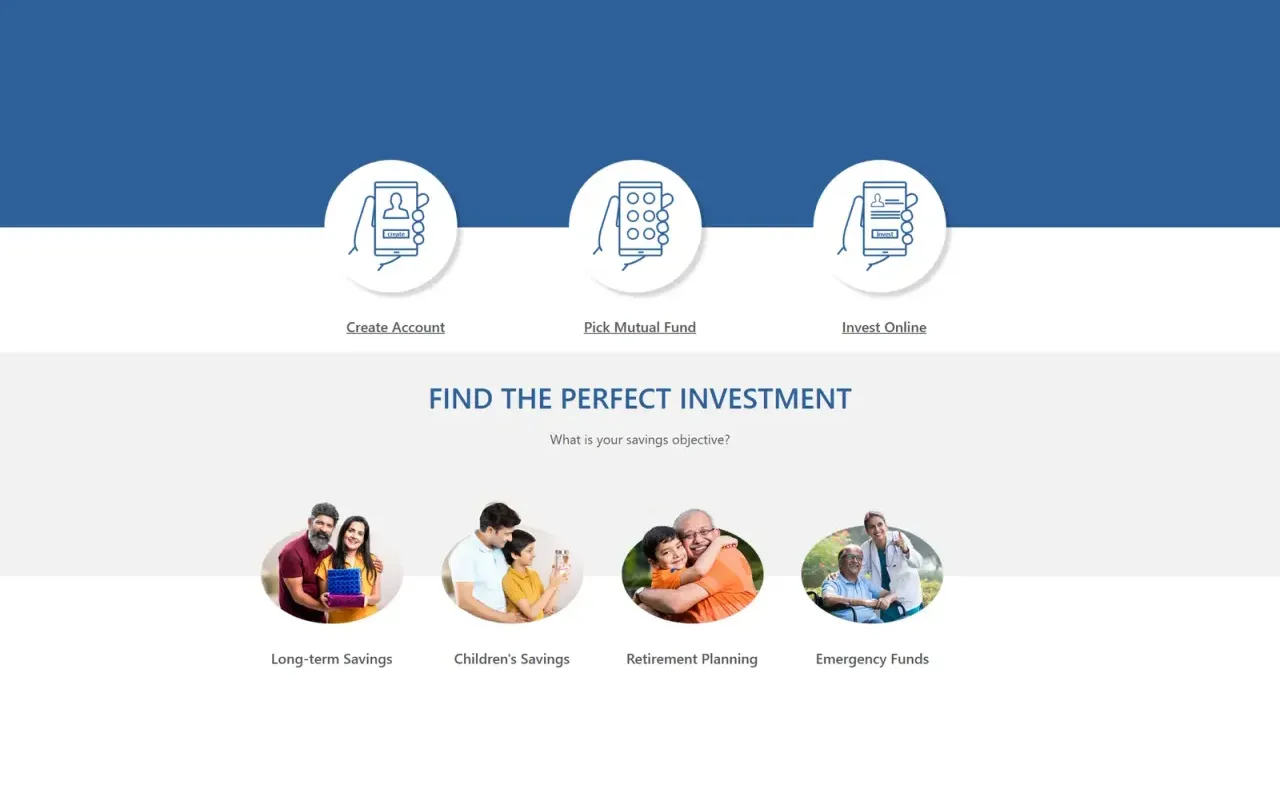 create
invest
Create Account
Pick Mutual Fund
Invest Online
FIND THE PERFECT INVESTMENT
What is your savings objective?
Long-term Savings
Children's Savings
Retirement Planning
Emergency Funds